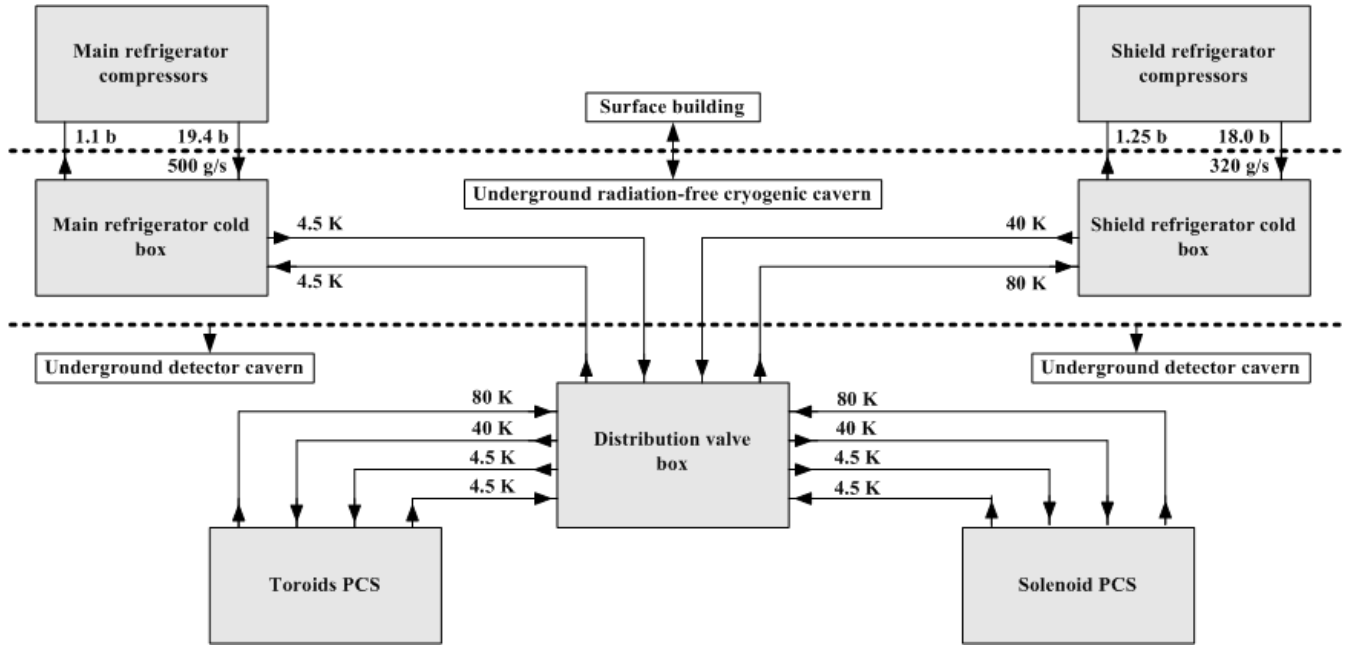 Main refrigerator
compressors
Shield refrigerator
compressors
Surface building
1.1 b
19.4 b
1.25 b
18.0 b
500 g/s
320 g/s
Underground radiation-free cryogenic cavern
Main refrigerator cold
box
4.5 K
4.5 K
40 K
80 K
Shield refrigerator cold
box
Underground detector cavern
Underground detector cavern
80 K
40 K
4.5 K
4.5 K
Distribution valve
box
80 K
40 K
4.5 K
4.5 K
Toroids PCS
Solenoid PCS